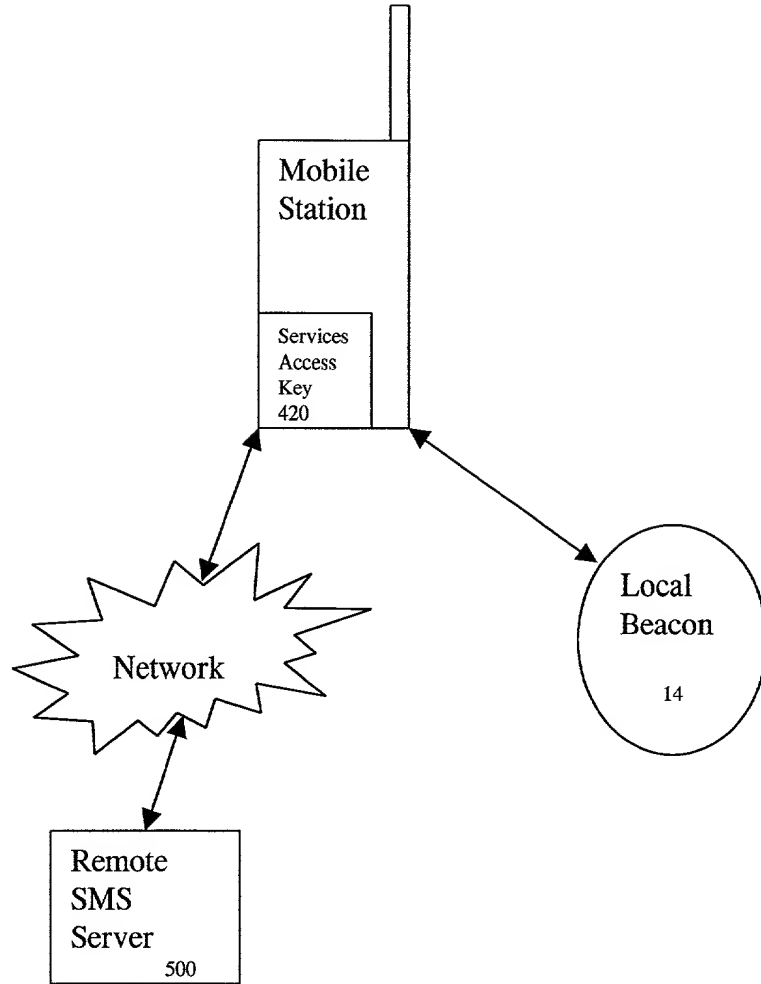 Mobile
Station
Services
Access
Key
420
Network
Local
Beacon
14
Remote
SMS
Server
500